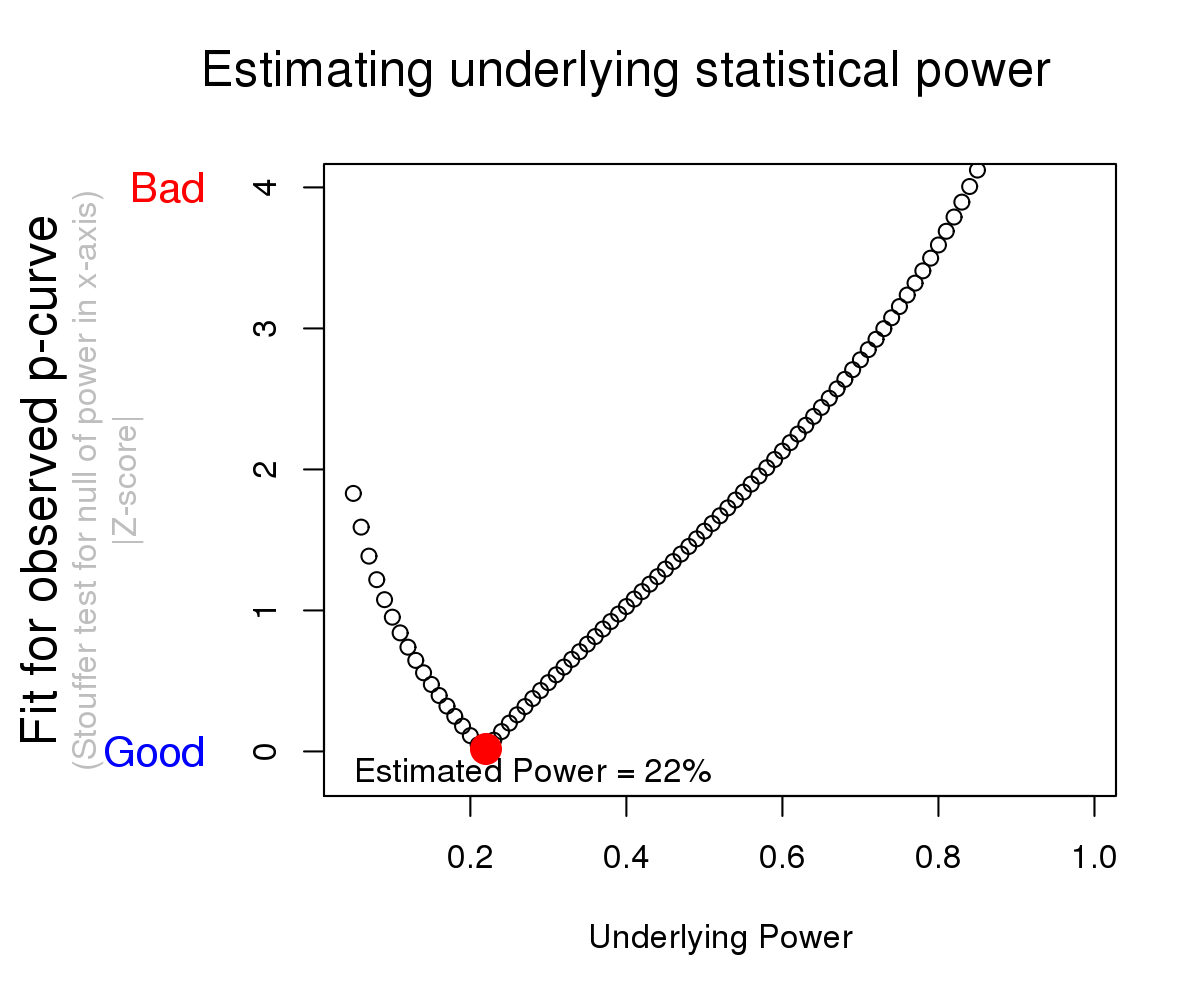 Estimating underlying statistical power
Fit for observed p-curve
(Stouffer test for null of power in x-axis)
|Z-score|
Bad
Good
4
3
2
1
0
Estimated Power = 22%
0.2
0.4
0.6
0.8
1.0
Underlying Power